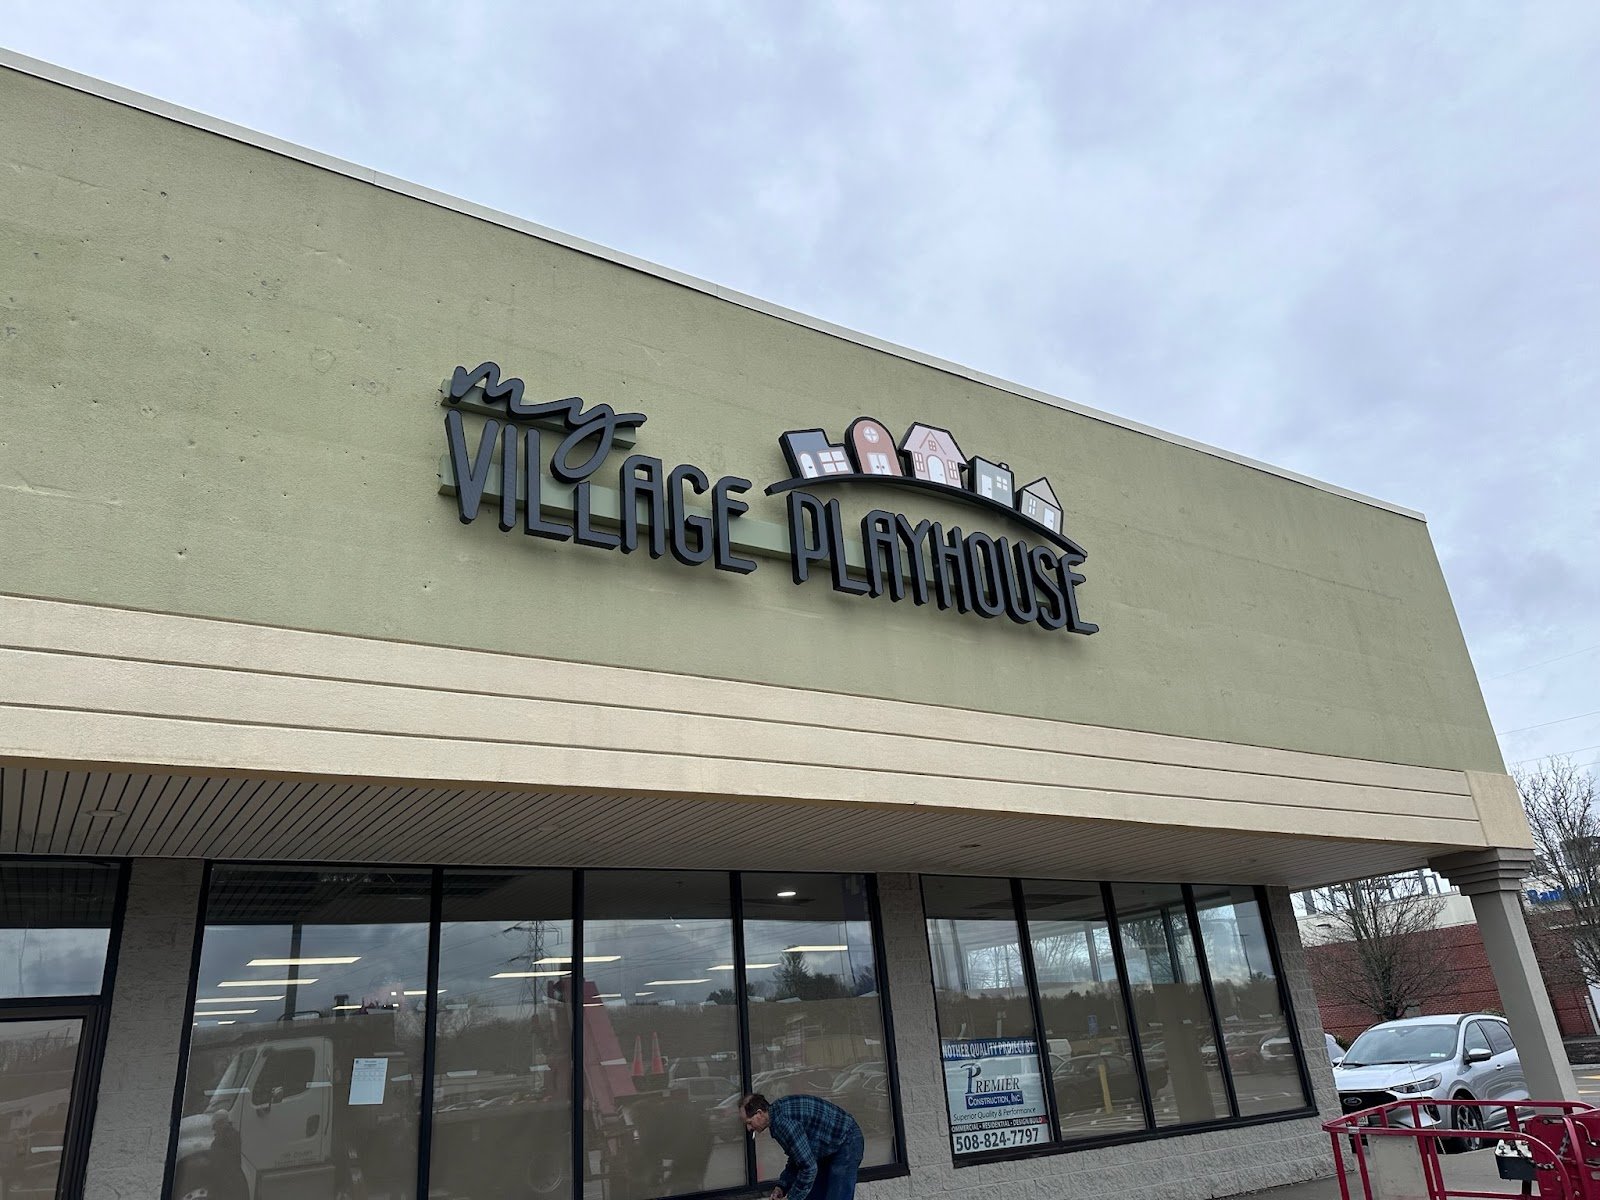 my
VILLAGE PLAYHOUSE
NOTHER QUALITY PROJECT BY
PREMIER
CONSTRUCTION, INC.
Superior Quality & Performance
OMMERCIAL • RESIDENTIAL • DESIGN/BUILD
508-824-7797